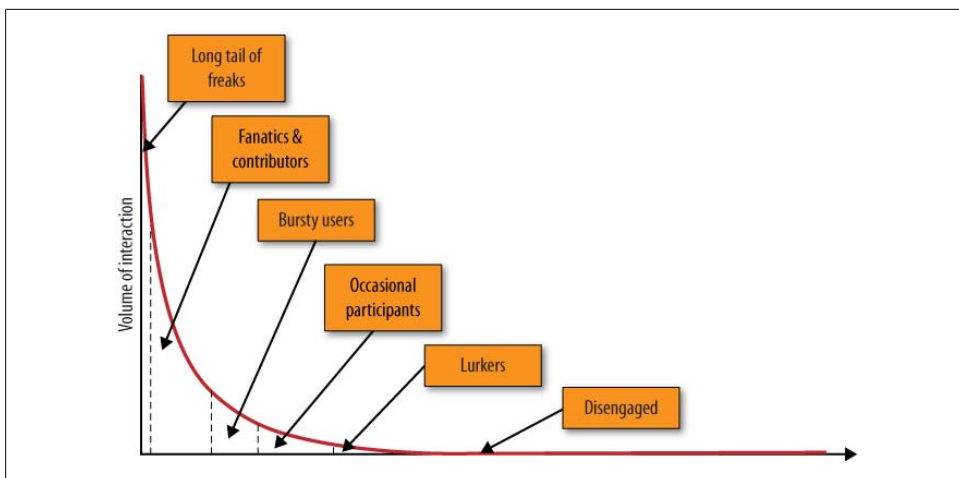 Long tail of
freaks
Fanatics &
contributors
Bursty users
Occasional
participants
Lurkers
Disengaged
Volume of interaction